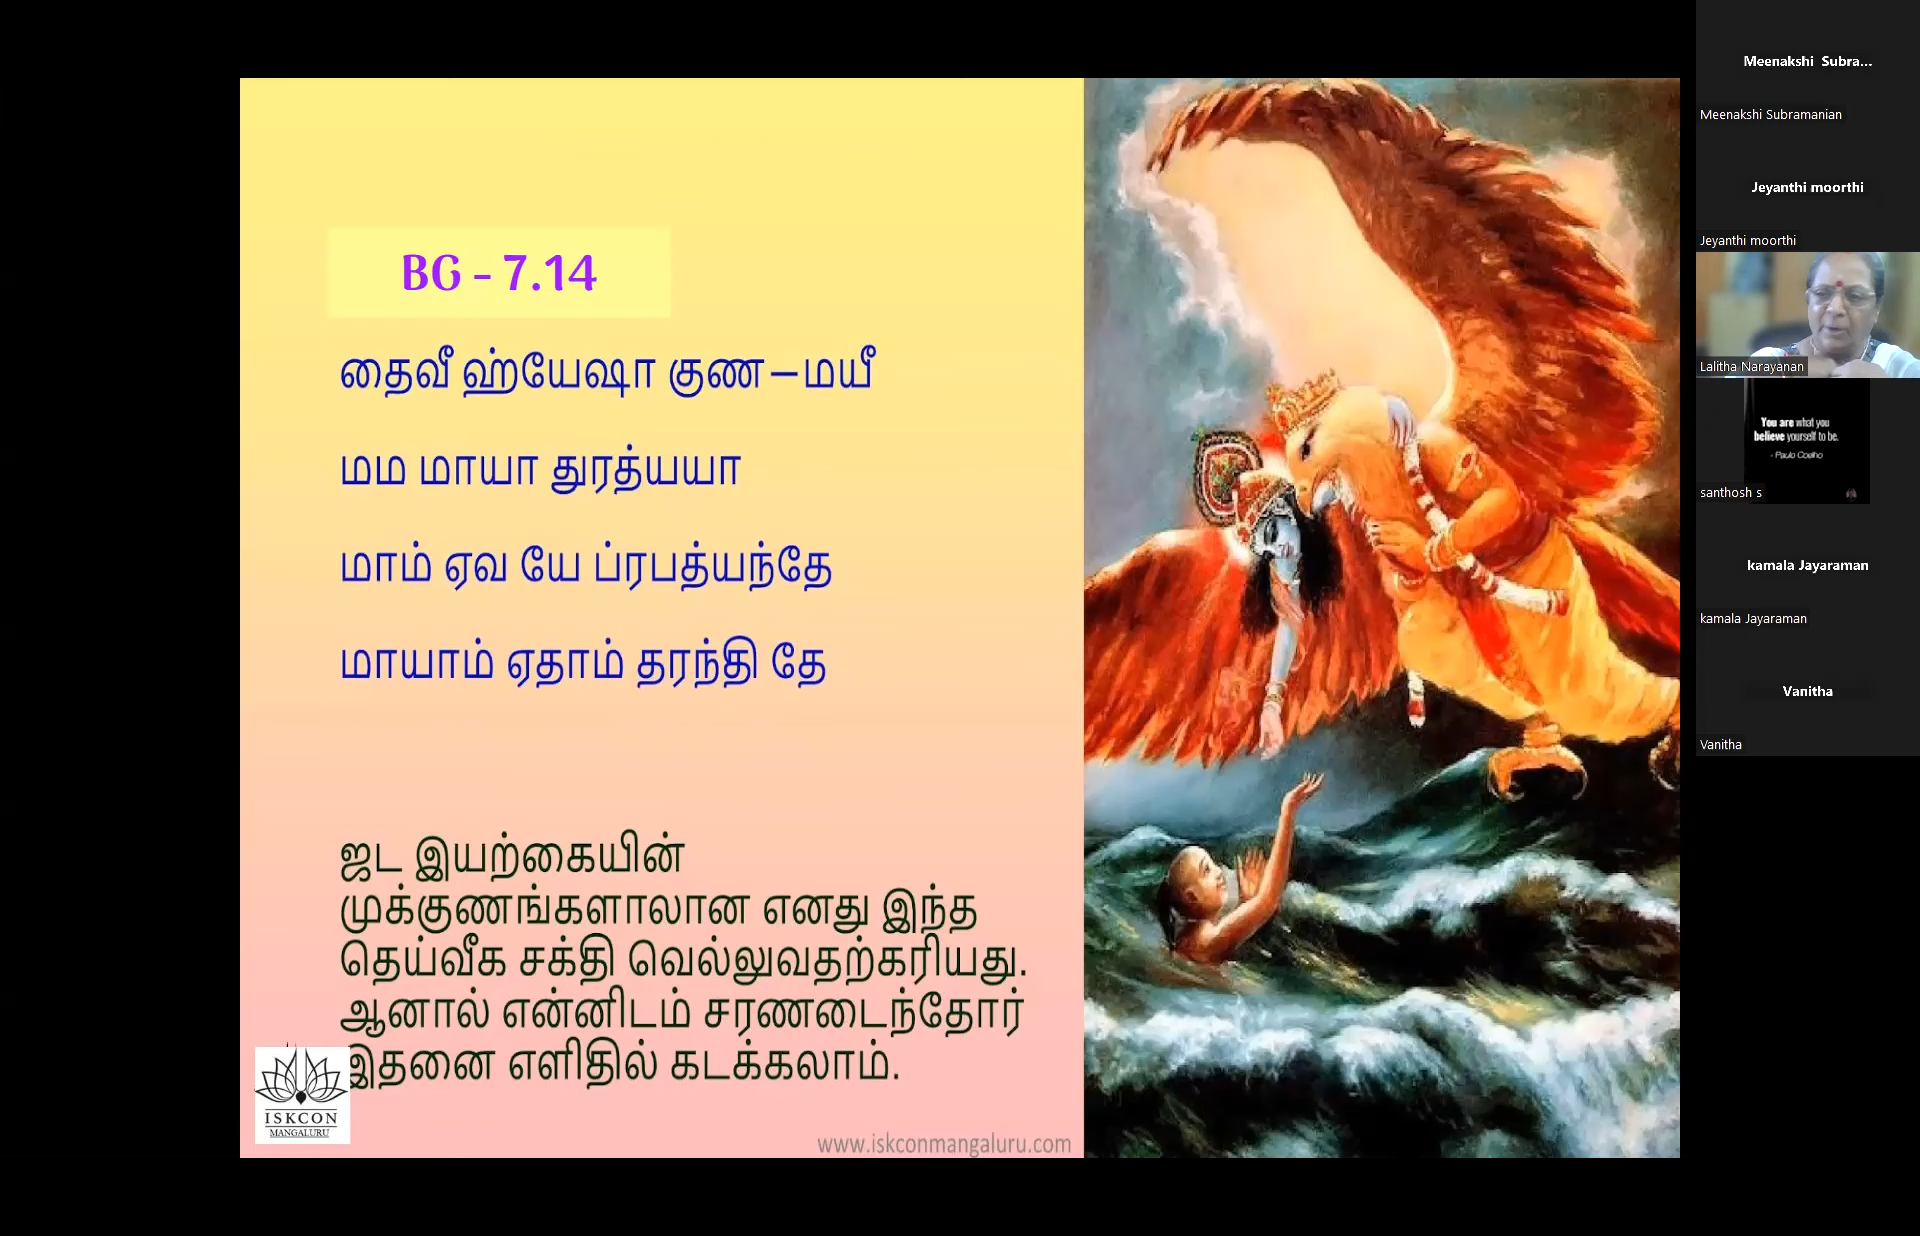 BG - 7.14
தைவீ ஹ்யேஷா குண–மயீ
மம மாயா துரத்யயா
மாம் ஏவ யே ப்ரபத்யந்தே
மாயாம் ஏதாம் தரந்தி தே
ஜட இயற்கையின்
முக்குணங்களாலான எனது இந்த
தெய்வீக சக்தி வெல்லுவதற்கரியது.
ஆனால் என்னிடம் சரணடைந்தோர்
இதனை எளிதில் கடக்கலாம்.
ISKCON
MANGALURU
www.iskconmangaluru.com
Meenakshi Subra...
Meenakshi Subramanian
Jeyanthi moorthi
Jeyanthi moorthi
Lalitha Narayanan
You are what you
believe yourself to be.
- Paulo Coelho
santhosh s
kamala Jayaraman
kamala Jayaraman
Vanitha
Vanitha